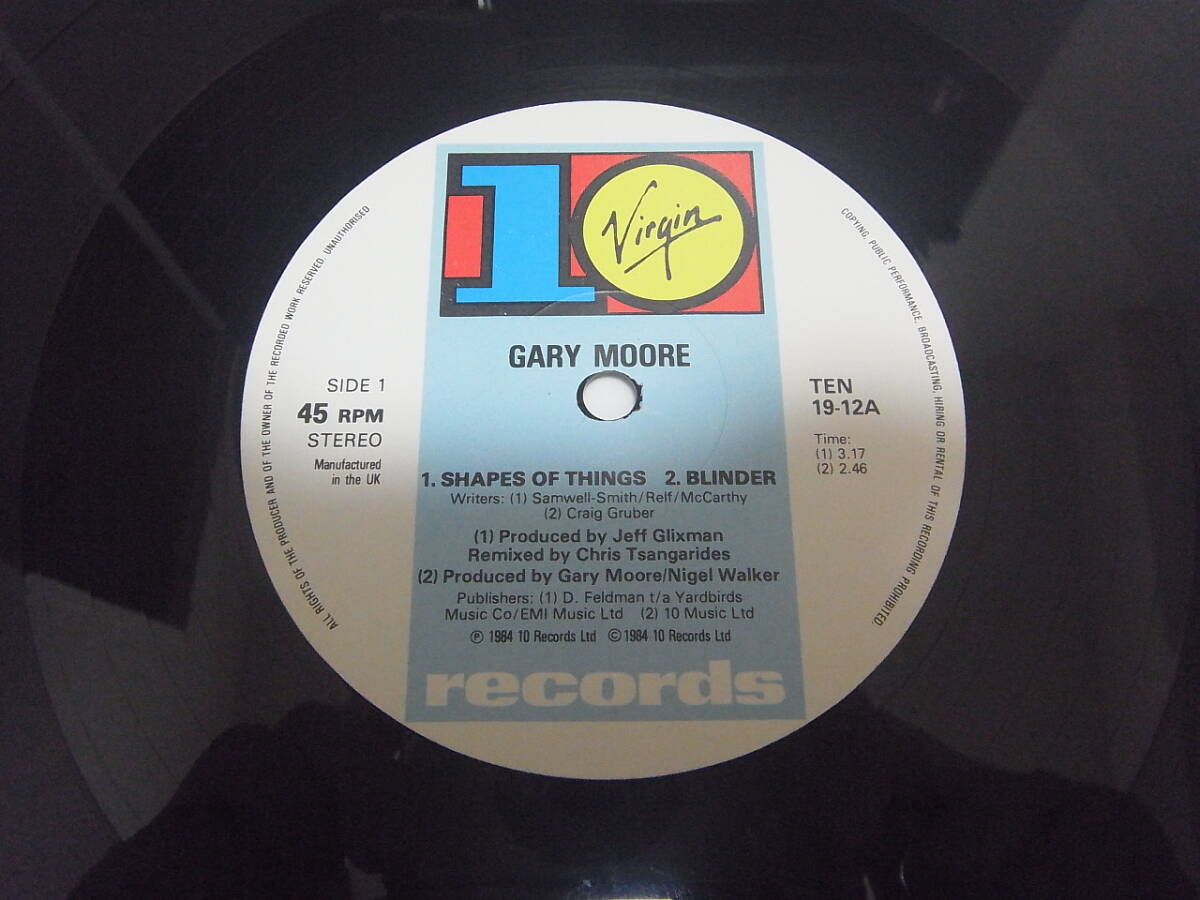 10 Virgin
GARY MOORE
SIDE 1
45 RPM
STEREO
Manufactured
in the UK
TEN
19-12A
Time:
(1) 3.17
(2) 2.46
1. SHAPES OF THINGS 2. BLINDER
Writers: (1) Samwell-Smith/Relf/McCarthy
(2) Craig Gruber
(1) Produced by Jeff Glixman
Remixed by Chris Tsangarides
(2) Produced by Gary Moore/Nigel Walker
Publishers: (1) D. Feldman t/a Yardbirds
Music Co/EMI Music Ltd (2) 10 Music Ltd
℗ 1984 10 Records Ltd © 1984 10 Records Ltd
records
ALL RIGHTS OF THE PRODUCER AND OF THE OWNER OF THE RECORDED WORK RESERVED. UNAUTHORISED
COPYING, PUBLIC PERFORMANCE, BROADCASTING, HIRING OR RENTAL OF THIS RECORDING PROHIBITED.